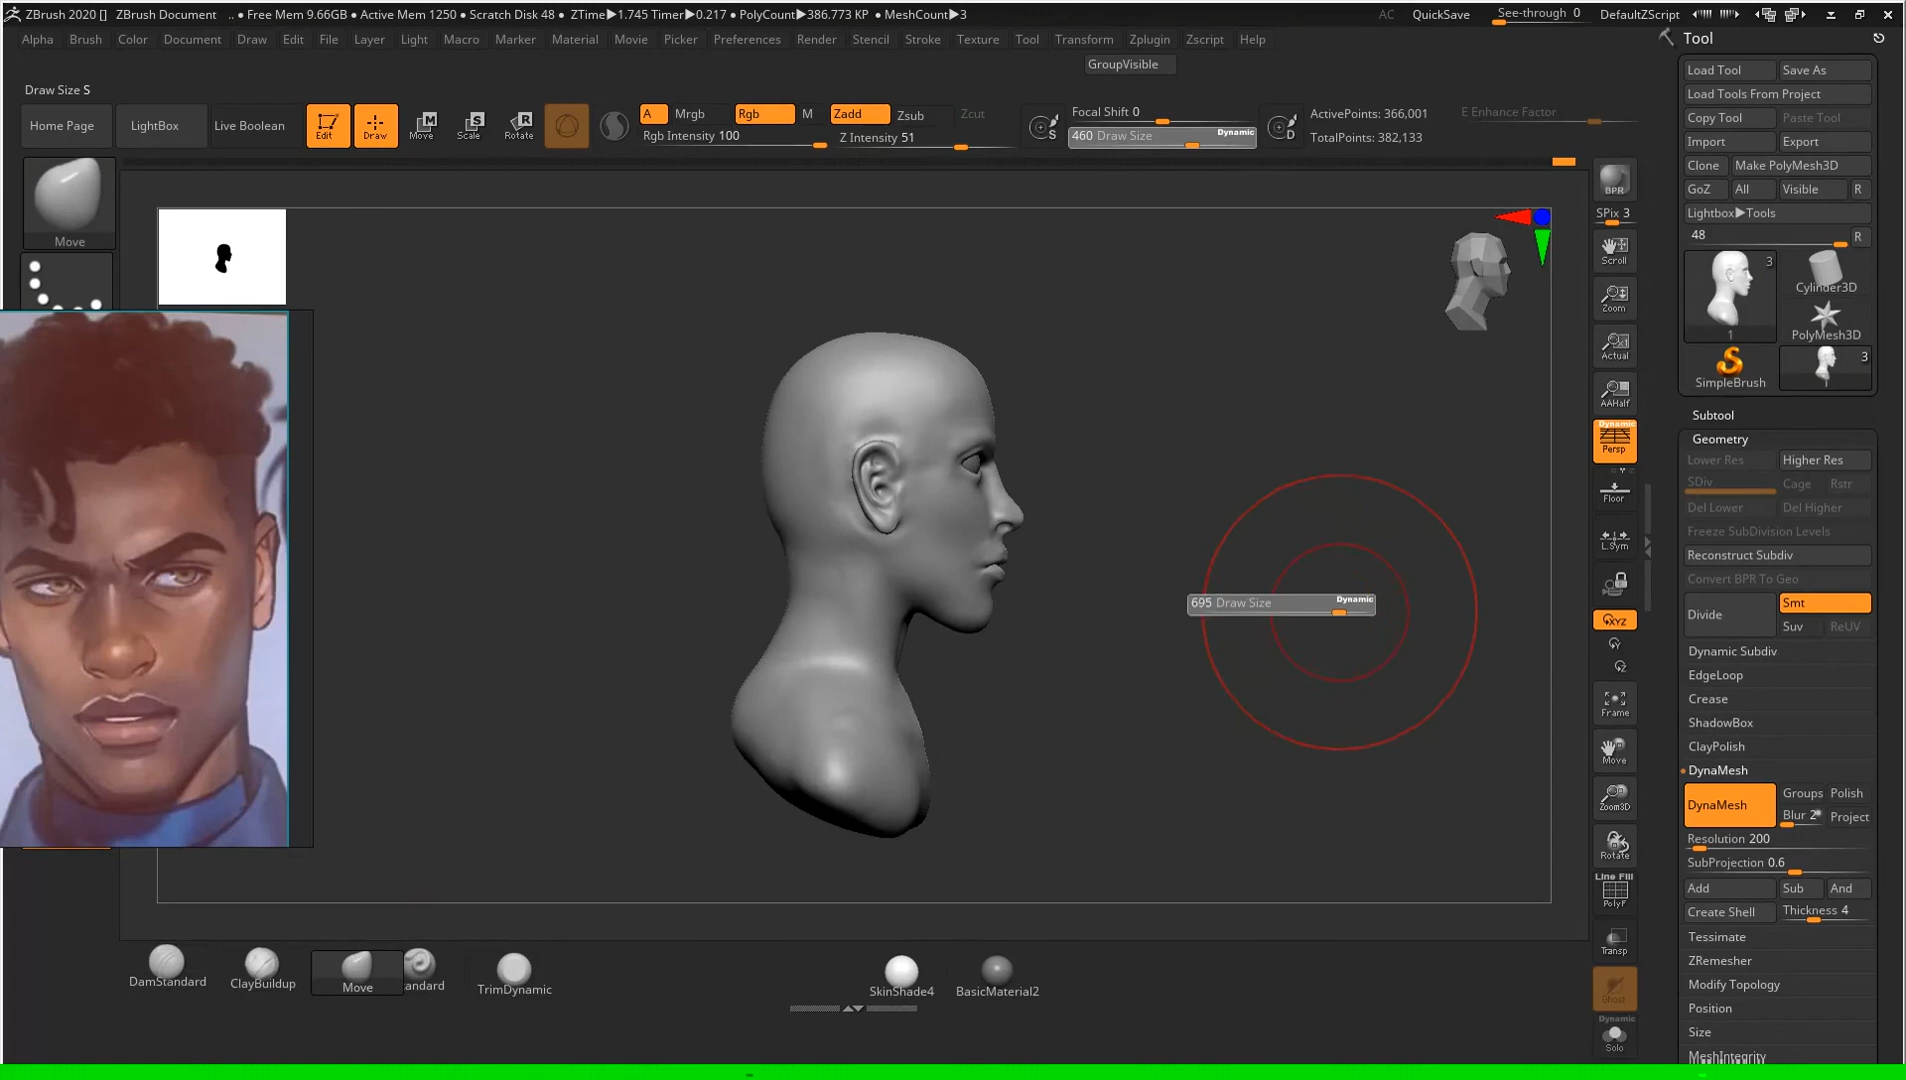 ZBrush 2020 [] ZBrush Document .. • Free Mem 9.66GB • Active Mem 1250 • Scratch Disk 48 • ZTime▶1.745 Timer▶0.217 • PolyCount▶386.773 KP • MeshCount▶3 AC QuickSave See-through 0 DefaultZScript
Alpha Brush Color Document Draw Edit File Layer Light Macro Marker Material Movie Picker Preferences Render Stencil Stroke Texture Tool Transform Zplugin Zscript Help
Tool
GroupVisible
Draw Size S
Home Page LightBox Live Boolean Edit Draw Move Scale Rotate
M S R
A Mrgb Rgb M Zadd Zsub Zcut
Rgb Intensity 100 Z Intensity 51
S Focal Shift 0
460 Draw Size Dynamic
D ActivePoints: 366,001
TotalPoints: 382,133
E Enhance Factor
Load Tool Save As
Load Tools From Project
Copy Tool Paste Tool
Import Export
Clone Make PolyMesh3D
GoZ All Visible R
Lightbox▶Tools
48 R
3 Cylinder3D
1 PolyMesh3D
SimpleBrush 3
Subtool
Geometry
Lower Res Higher Res
SDiv Cage Rstr
Del Lower Del Higher
Freeze SubDivision Levels
Reconstruct Subdiv
Convert BPR To Geo
Divide Smt
Suv ReUV
Dynamic Subdiv
EdgeLoop
Crease
ShadowBox
ClayPolish
DynaMesh
DynaMesh Groups Polish
Blur 2 Project
Resolution 200
SubProjection 0.6
Add Sub And
Create Shell Thickness 4
Tessimate
ZRemesher
Modify Topology
Position
Size
MeshIntegrity
Move
BPR
SPix 3
Scroll
Zoom
Actual
AAHalf
Dynamic
Persp
Floor
L.Sym
XYZ
Y
Z
Frame
Move
Zoom3D
Rotate
Line Fill
PolyF
Transp
Ghost
Dynamic
Solo
695 Draw Size Dynamic
DamStandard ClayBuildup Move andard TrimDynamic SkinShade4 BasicMaterial2